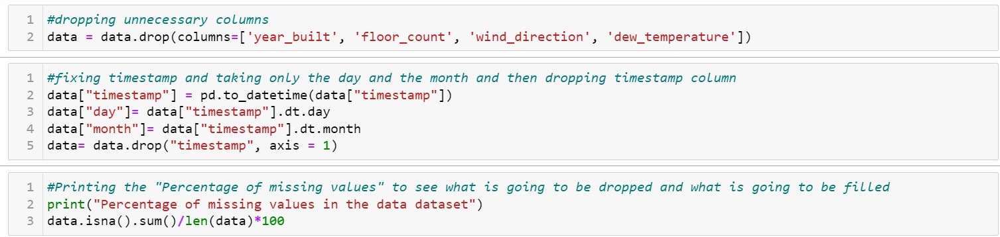 1 #dropping unnecessary columns
2 data = data.drop(columns=['year_built', 'floor_count', 'wind_direction', 'dew_temperature'])
1 #fixing timestamp and taking only the day and the month and then dropping timestamp column
2 data["timestamp"] = pd.to_datetime(data["timestamp"])
3 data["day"]= data["timestamp"].dt.day
4 data["month"]= data["timestamp"].dt.month
5 data= data.drop("timestamp", axis = 1)
1 #Printing the "Percentage of missing values" to see what is going to be dropped and what is going to be filled
2 print("Percentage of missing values in the data dataset")
3 data.isna().sum()/len(data)*100